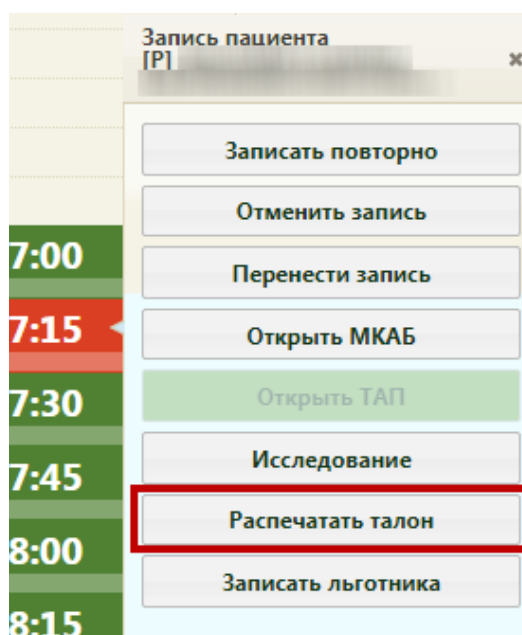 Запись пациента
[P]
Записать повторно
Отменить запись
7:00
Перенести запись
7:15
Открыть МКАБ
7:30
Открыть ТАП
7:45
Исследование
Распечатать талон
8:00
Записать льготника
8:15